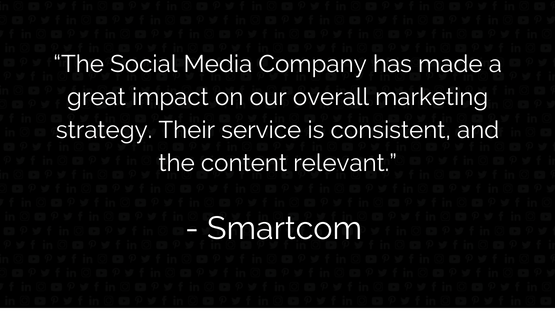 “The Social Media Company has made a
great impact on our overall marketing
strategy. Their service is consistent, and
the content relevant.”
- Smartcom